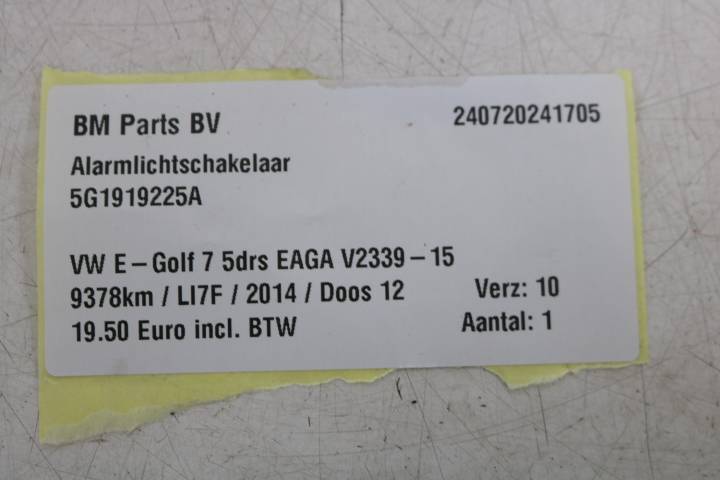 BM Parts BV 240720241705
Alarmlichtschakelaar
5G1919225A
VW E-Golf 7 5drs EAGA V2339-15
9378km / LI7F / 2014 / Doos 12 Verz: 10
19.50 Euro incl. BTW Aantal: 1